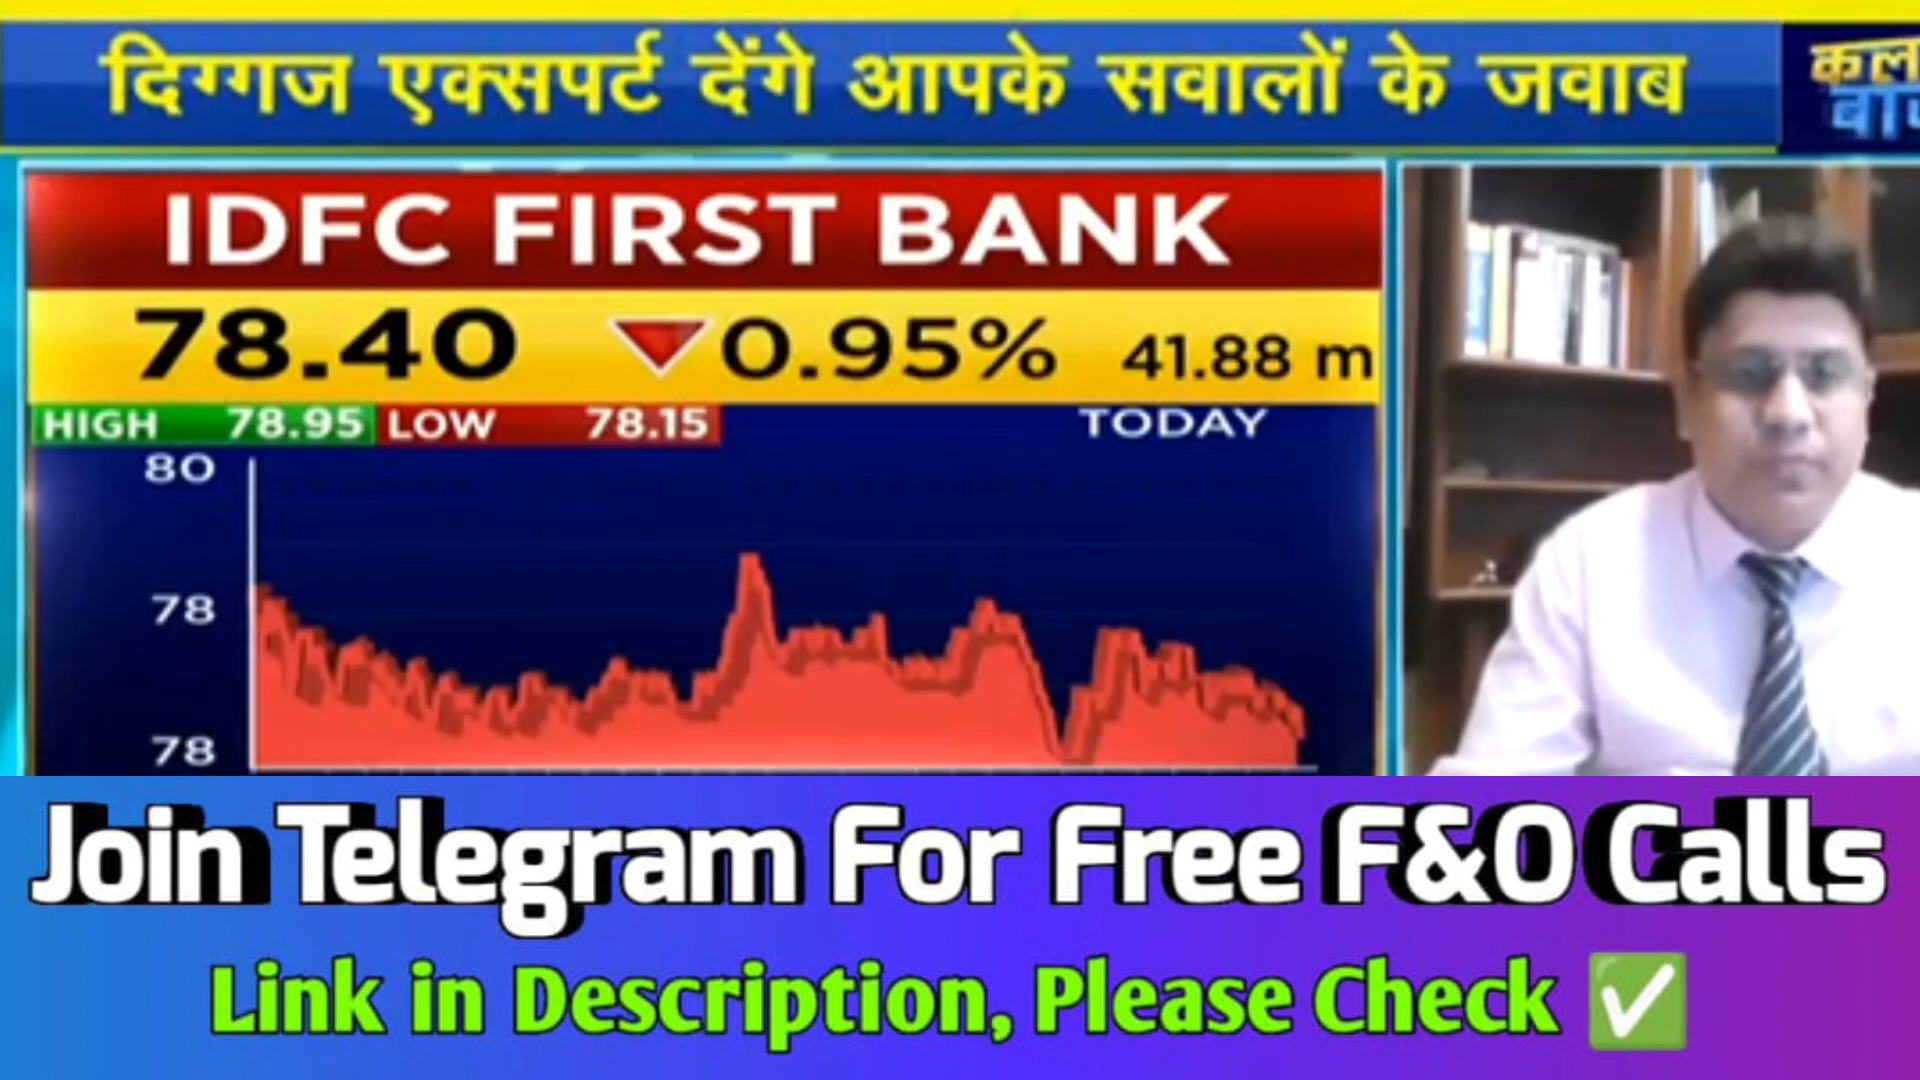 दिग्गज एक्सपर्ट देंगे आपके सवालों के जवाब
कल
IDFC FIRST BANK
78.40 ▼0.95% 41.88 m
HIGH 78.95 LOW 78.15 TODAY
80
78
78
Join Telegram For Free F&O Calls
Link in Description, Please Check ✅